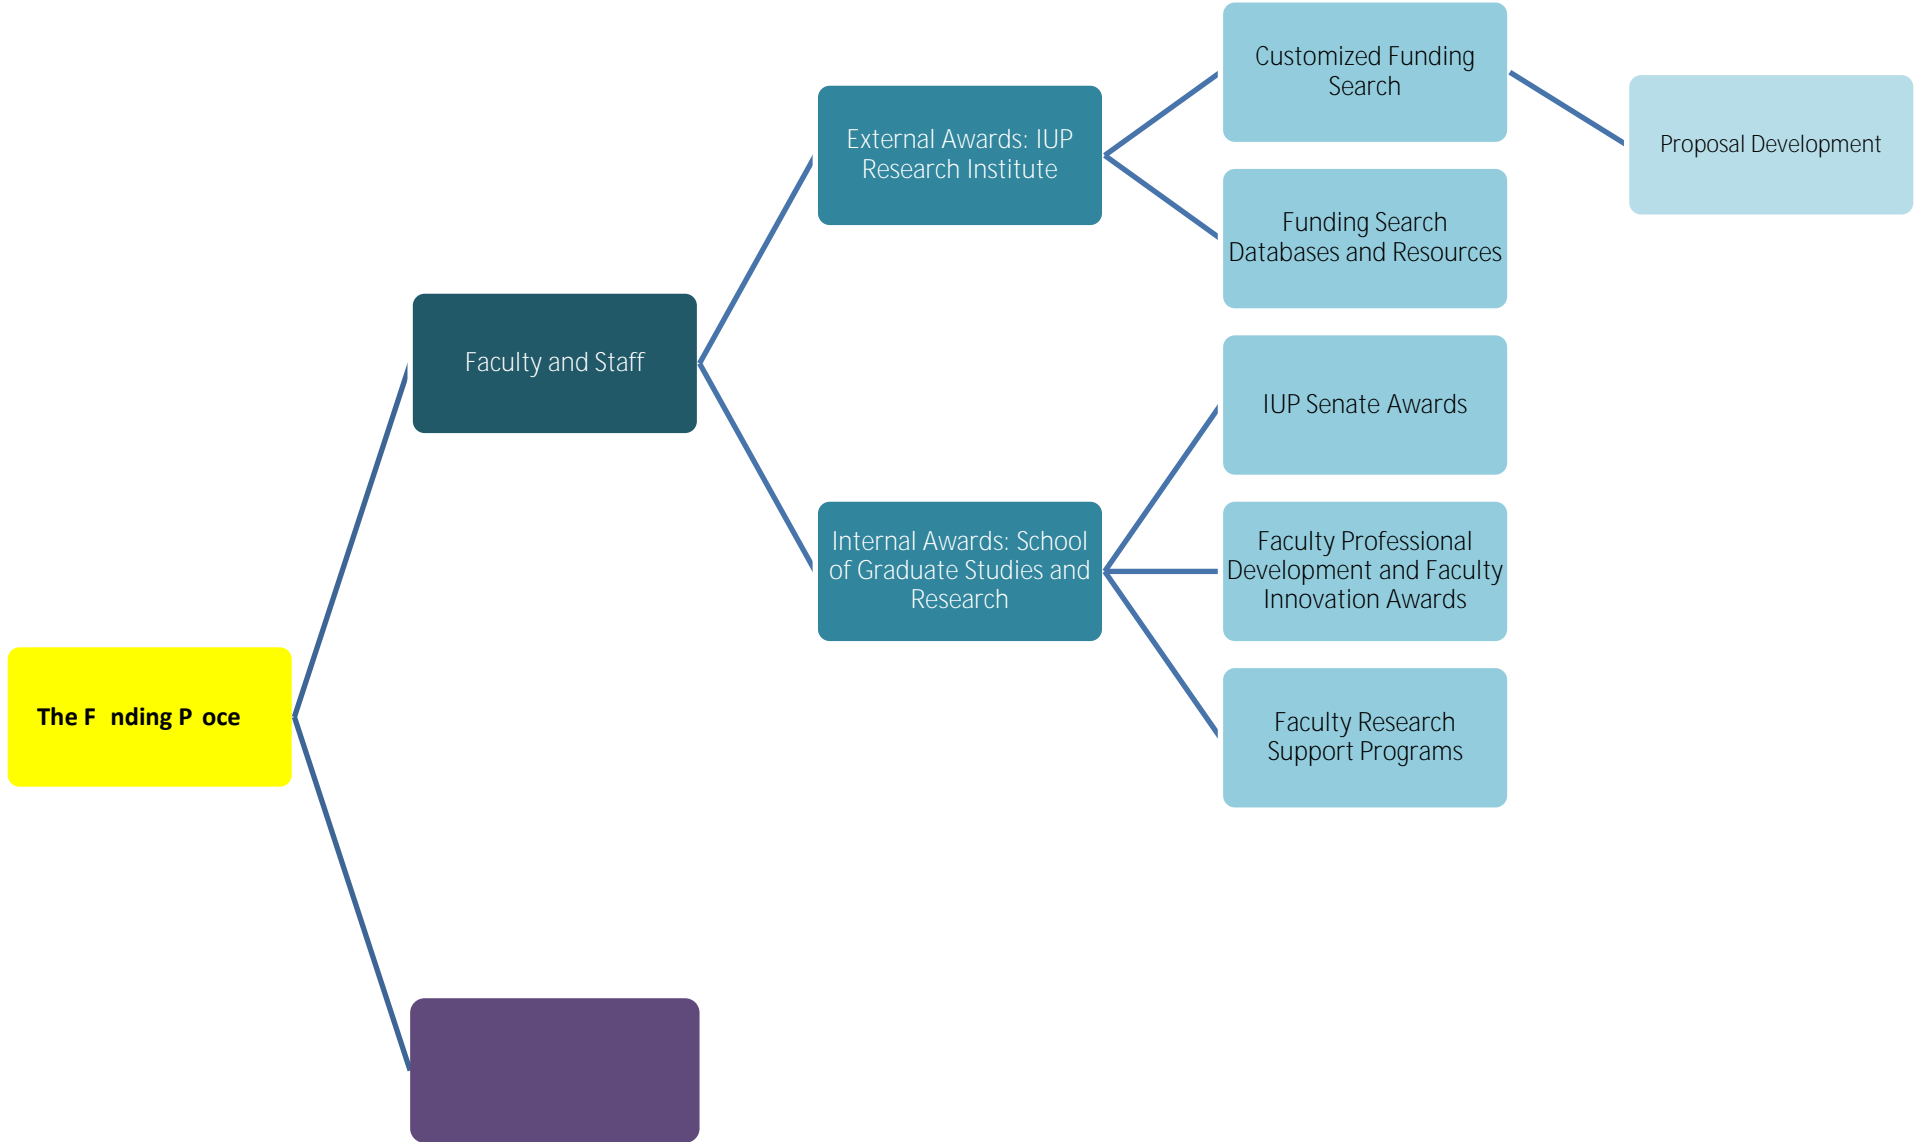 Customized Funding
Search
External Awards: IUP
Research Institute
Proposal Development
Funding Search
Databases and Resources
Faculty and Staff
IUP Senate Awards
Internal Awards: School
of Graduate Studies and
Research
Faculty Professional
Development and Faculty
Innovation Awards
The F nding P oce
Faculty Research
Support Programs